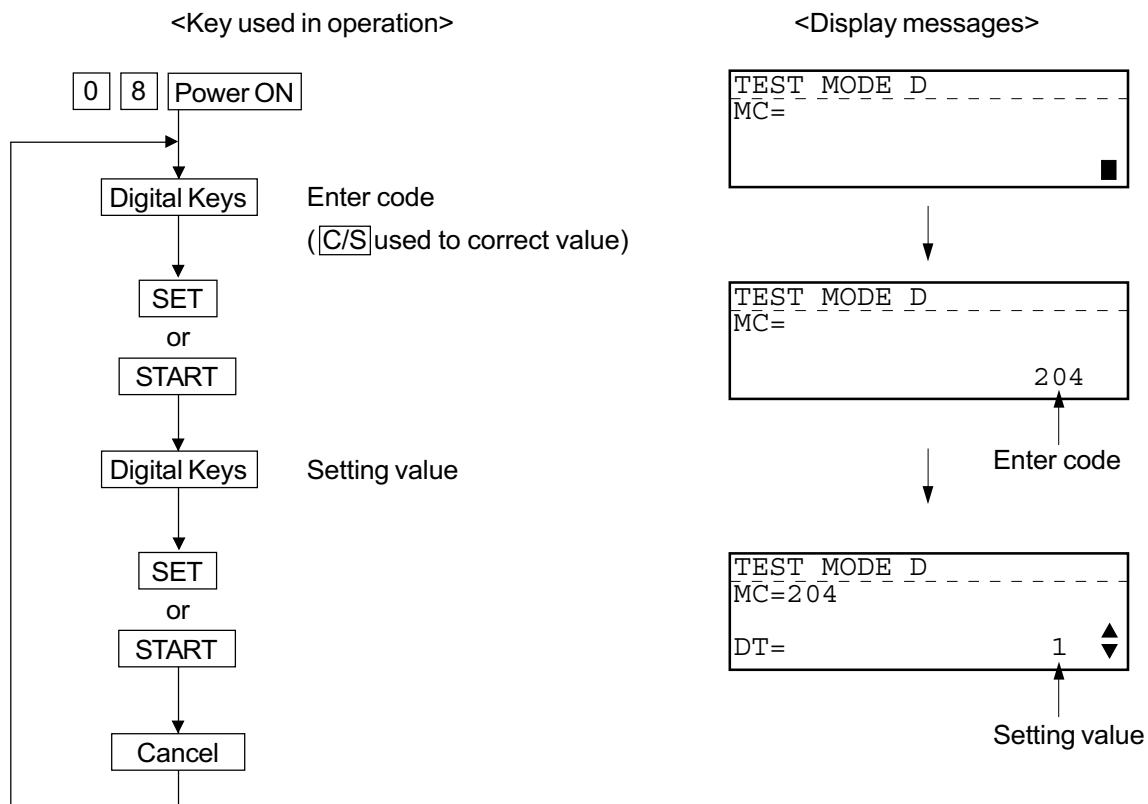 <Key used in operation>
0 8 Power ON
Digital Keys
Enter code
(C/S used to correct value)
SET
or
START
Digital Keys
Setting value
SET
or
START
Cancel
<Display messages>
TEST MODE D
MC=
TEST MODE D
MC=
204
Enter code
TEST MODE D
MC=204
DT= 1
Setting value